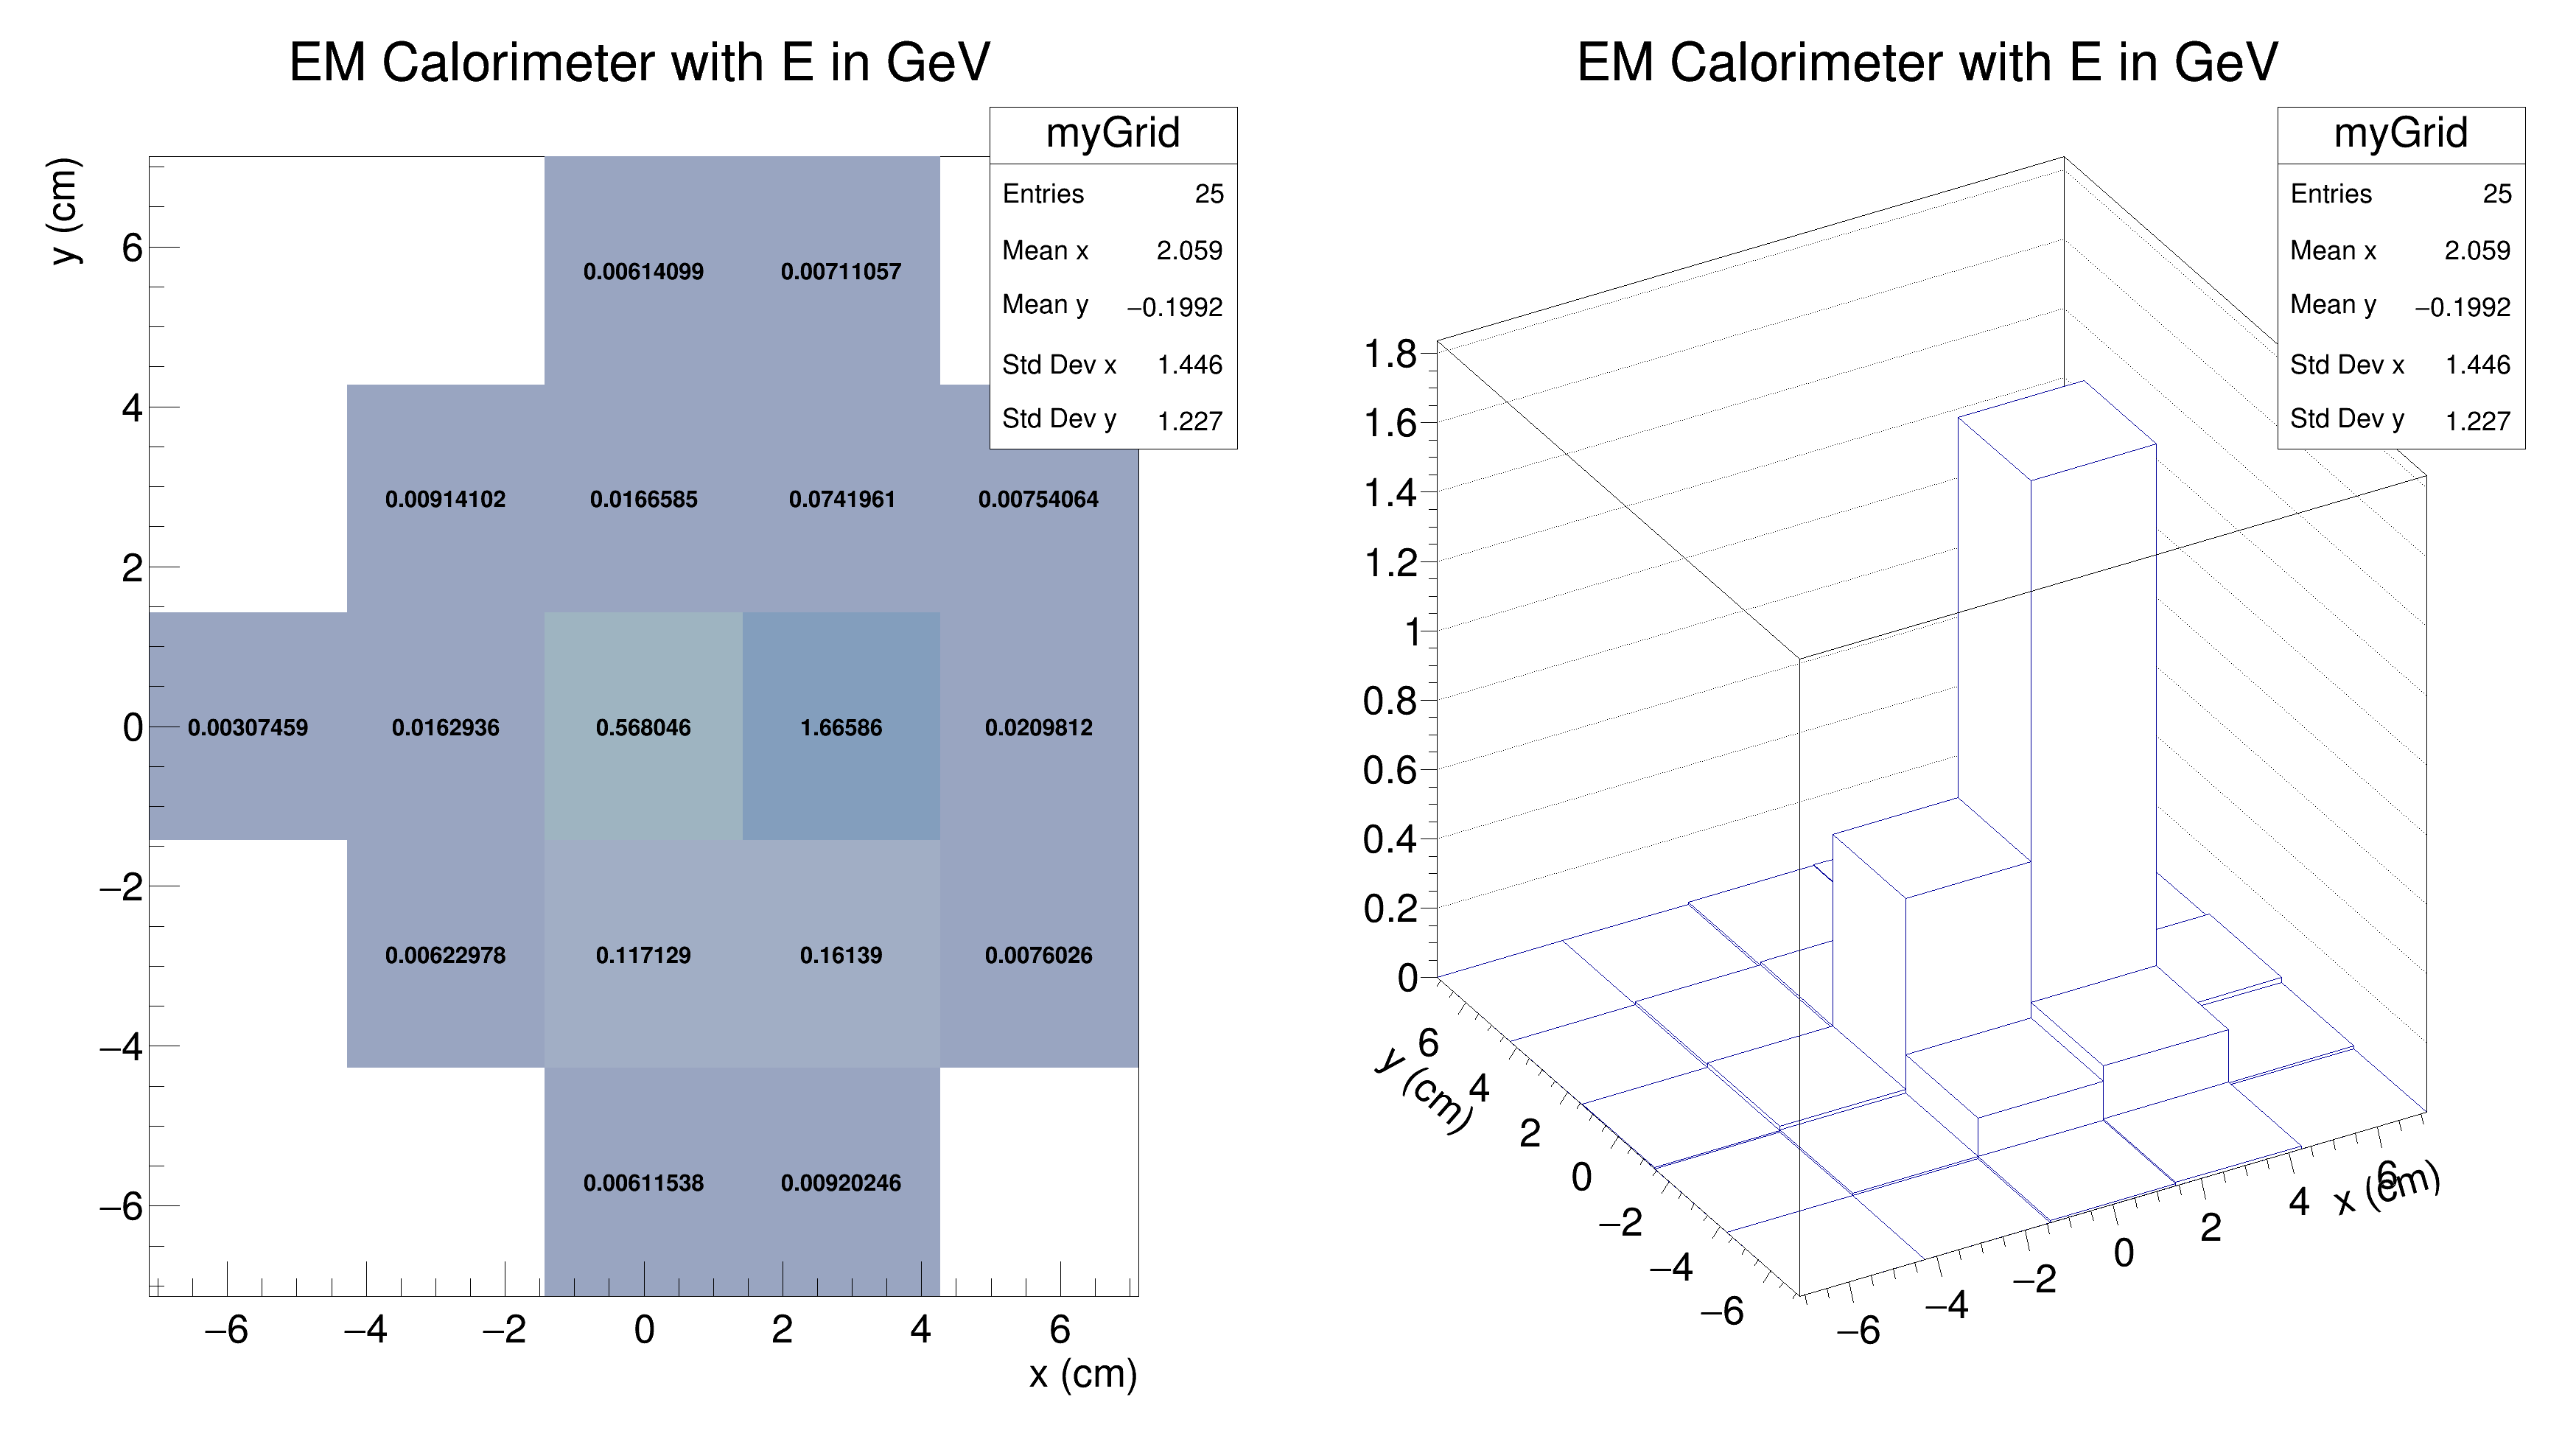 EM Calorimeter with E in GeV
myGrid
Entries 25
Mean x 2.059
Mean y −0.1992
Std Dev x 1.446
Std Dev y 1.227
y (cm)
6
4
2
0
−2
−4
−6
0.00614099 0.00711057
0.00914102 0.0166585 0.0741961 0.00754064
0.00307459 0.0162936 0.568046 1.66586 0.0209812
0.00622978 0.117129 0.16139 0.0076026
0.00611538 0.00920246
−6 −4 −2 0 2 4 6
x (cm)
EM Calorimeter with E in GeV
myGrid
Entries 25
Mean x 2.059
Mean y −0.1992
Std Dev x 1.446
Std Dev y 1.227
1.8
1.6
1.4
1.2
1
0.8
0.6
0.4
0.2
0
y (cm)
6
4
2
0
−2
−4
−6
−6 −4 −2 0 2 4 6
x (cm)